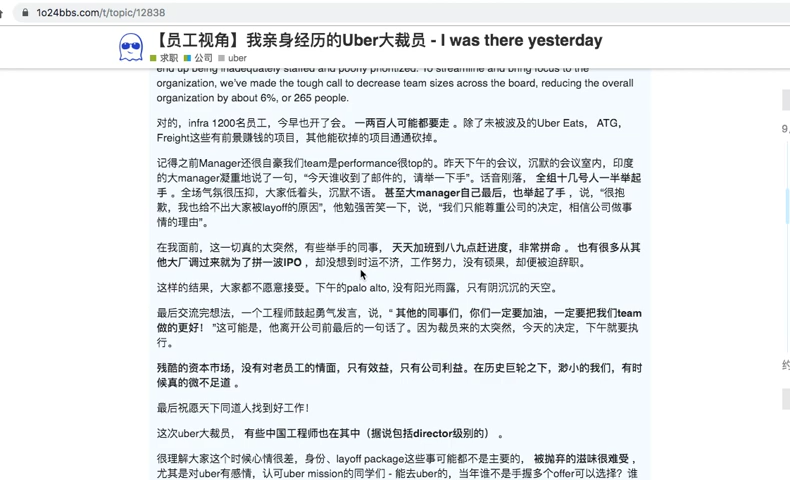 1o24bbs.com/t/topic/12838
【员工视角】我亲身经历的Uber大裁员 - I was there yesterday
求职 公司 uber
end up being inadequately staffed and poorly prioritized. To streamline and bring focus to the
organization, we've made the tough call to decrease team sizes across the board, reducing the overall
organization by about 6%, or 265 people.
对的，infra 1200名员工，今早也开了会。 一两百人可能都要走 。除了未被波及的Uber Eats， ATG，
Freight这些有前景赚钱的项目，其他能砍掉的项目通通砍掉。
记得之前Manager还很自豪我们team是performance很top的。昨天下午的会议，沉默的会议室内，印度
的大manager凝重地说了一句，“今天谁收到了邮件的，请举一下手”。话音刚落， 全组十几号人一半举起
手 。全场气氛很压抑，大家低着头，沉默不语。 甚至大manager自己最后，也举起了手 ，说，“很抱
歉，我也给不出大家被layoff的原因”，他勉强苦笑一下，说，“我们只能尊重公司的决定，相信公司做事
情的理由”。
在我面前，这一切真的太突然，有些举手的同事， 天天加班到八九点赶进度，非常拼命 。 也有很多从其
他大厂调过来就为了拼一波IPO ，却没想到时运不济，工作努力，没有硕果，却便被迫辞职。
这样的结果，大家都不愿意接受。下午的palo alto, 没有阳光雨露，只有阴沉沉的天空。
最后交流完想法，一个工程师鼓起勇气发言，说，“ 其他的同事们，你们一定要加油，一定要把我们team
做的更好！ ”这可能是，他离开公司前最后的一句话了。因为裁员来的太突然，今天的决定，下午就要执
行。
残酷的资本市场，没有对老员工的情面，只有效益，只有公司利益。在历史巨轮之下，渺小的我们，有时
候真的微不足道 。
最后祝愿天下同道人找到好工作！
这次uber大裁员， 有些中国工程师也在其中（据说包括director级别的） 。
很理解大家这个时候心情很差，身份、layoff package这些事可能都不是主要的， 被抛弃的滋味很难受 ，
尤其是对uber有感情，认可uber mission的同学们 - 能去uber的，当年谁不是手握多个offer可以选择？谁